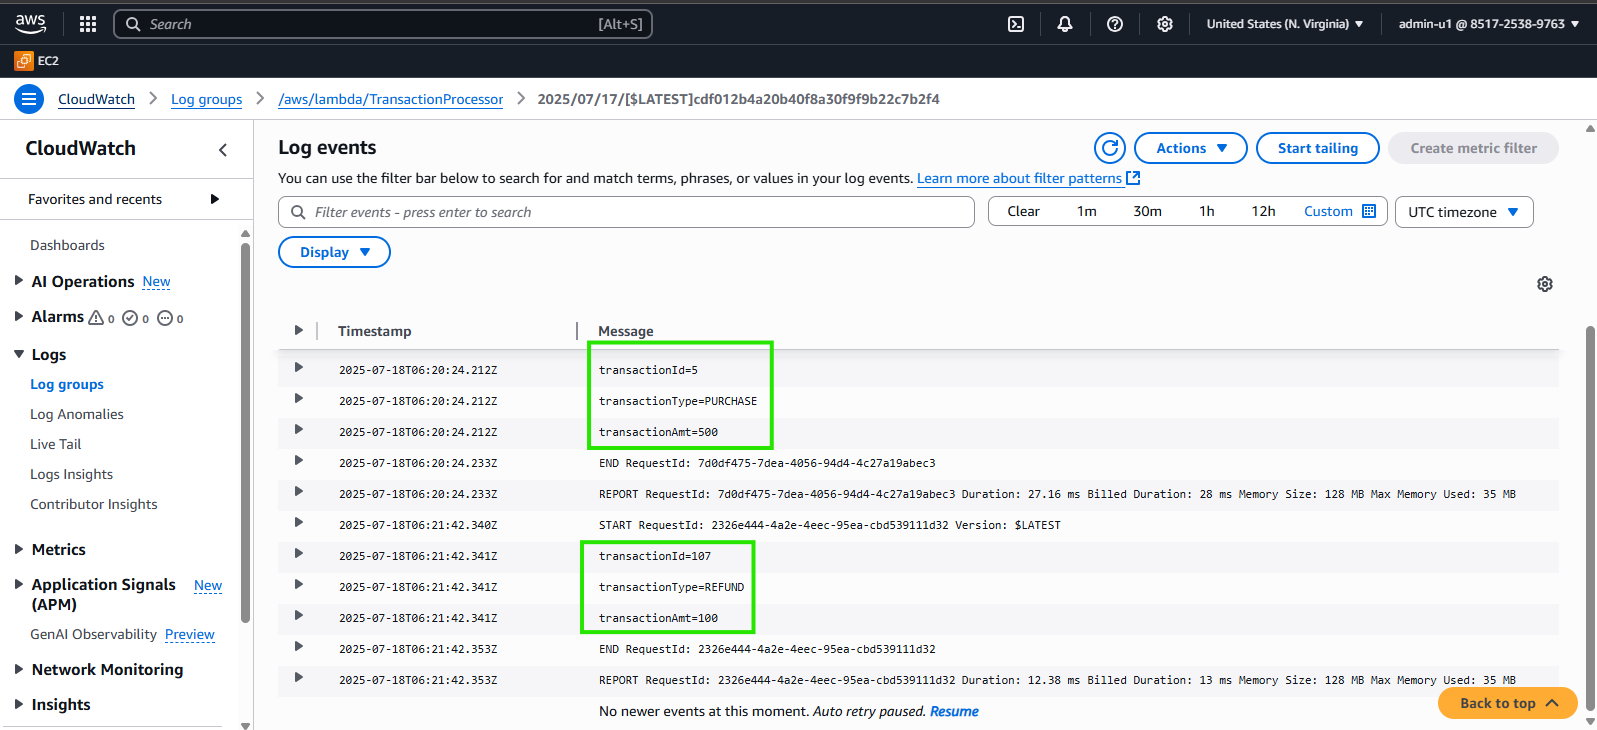 aws
Search [Alt+S]
United States (N. Virginia)
admin-u1 @ 8517-2538-9763
EC2
CloudWatch
Log groups
/aws/lambda/TransactionProcessor
2025/07/17/[$LATEST]cdf012b4a20b40f8a30f9f9b22c7b2f4
CloudWatch
Favorites and recents
Dashboards
AI Operations New
Alarms 0 0 0
Logs
Log groups
Log Anomalies
Live Tail
Logs Insights
Contributor Insights
Metrics
Application Signals New
(APM)
GenAI Observability Preview
Network Monitoring
Insights
Log events
Actions
Start tailing
Create metric filter
You can use the filter bar below to search for and match terms, phrases, or values in your log events. Learn more about filter patterns
Filter events - press enter to search
Clear 1m 30m 1h 12h Custom
UTC timezone
Display
Timestamp Message
2025-07-18T06:20:24.212Z transactionId=5
2025-07-18T06:20:24.212Z transactionType=PURCHASE
2025-07-18T06:20:24.212Z transactionAmt=500
2025-07-18T06:20:24.233Z END RequestId: 7d0df475-7dea-4056-94d4-4c27a19abec3
2025-07-18T06:20:24.233Z REPORT RequestId: 7d0df475-7dea-4056-94d4-4c27a19abec3 Duration: 27.16 ms Billed Duration: 28 ms Memory Size: 128 MB Max Memory Used: 35 MB
2025-07-18T06:21:42.340Z START RequestId: 2326e444-4a2e-4eec-95ea-cbd539111d32 Version: $LATEST
2025-07-18T06:21:42.341Z transactionId=107
2025-07-18T06:21:42.341Z transactionType=REFUND
2025-07-18T06:21:42.341Z transactionAmt=100
2025-07-18T06:21:42.353Z END RequestId: 2326e444-4a2e-4eec-95ea-cbd539111d32
2025-07-18T06:21:42.353Z REPORT RequestId: 2326e444-4a2e-4eec-95ea-cbd539111d32 Duration: 12.38 ms Billed Duration: 13 ms Memory Size: 128 MB Max Memory Used: 35 MB
No newer events at this moment. Auto retry paused. Resume
Back to top